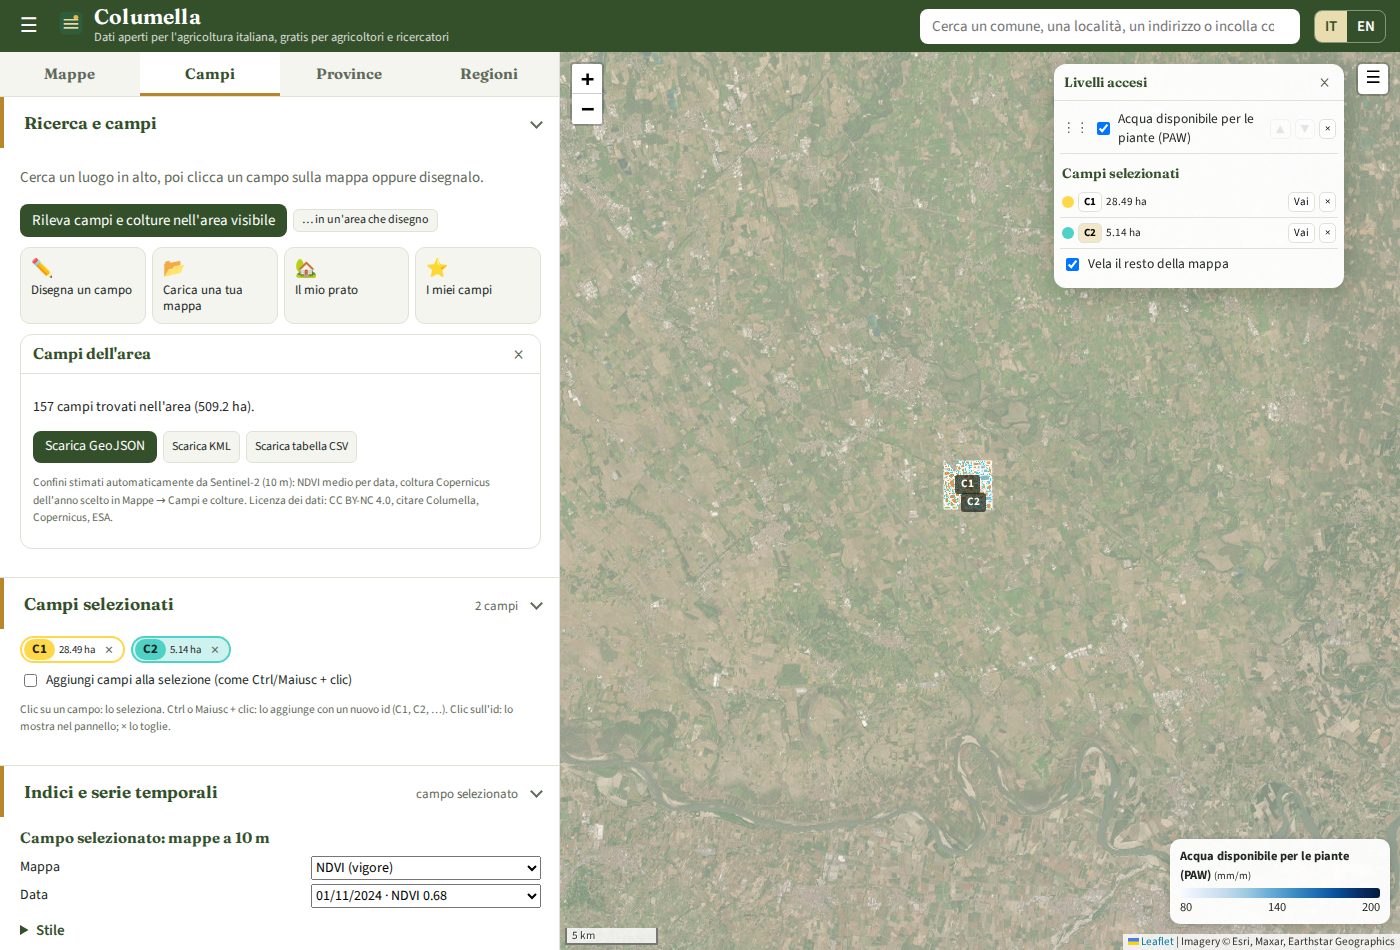 Columella
Dati aperti per l'agricoltura italiana, gratis per agricoltori e ricercatori
Cerca un comune, una località, un indirizzo o incolla cc
IT EN
Mappe Campi Province Regioni
Ricerca e campi
Cerca un luogo in alto, poi clicca un campo sulla mappa oppure disegnalo.
Rileva campi e colture nell'area visibile
...in un'area che disegno
Disegna un campo
Carica una tua
mappa
Il mio prato
I miei campi
Campi dell'area
×
157 campi trovati nell'area (509.2 ha).
Scarica GeoJSON
Scarica KML
Scarica tabella CSV
Confini stimati automaticamente da Sentinel-2 (10 m): NDVI medio per data, coltura Copernicus
dell'anno scelto in Mappe → Campi e colture. Licenza dei dati: CC BY-NC 4.0, citare Columella,
Copernicus, ESA.
Campi selezionati
2 campi
C1 28.49 ha ×
C2 5.14 ha ×
Aggiungi campi alla selezione (come Ctrl/Maiusc + clic)
Clic su un campo: lo seleziona. Ctrl o Maiusc + clic: lo aggiunge con un nuovo id (C1, C2, ...). Clic sull'id: lo
mostra nel pannello; × lo toglie.
Indici e serie temporali
campo selezionato
Campo selezionato: mappe a 10 m
Mappa NDVI (vigore)
Data 01/11/2024 · NDVI 0.68
Stile
+
−
C1
C2
5 km
Livelli accesi
×
Acqua disponibile per le
piante (PAW)
▲ ▼ ×
Campi selezionati
C1 28.49 ha Vai ×
C2 5.14 ha Vai ×
Vela il resto della mappa
Acqua disponibile per le piante
(PAW) (mm/m)
80 140 200
Leaflet | Imagery © Esri, Maxar, Earthstar Geographics